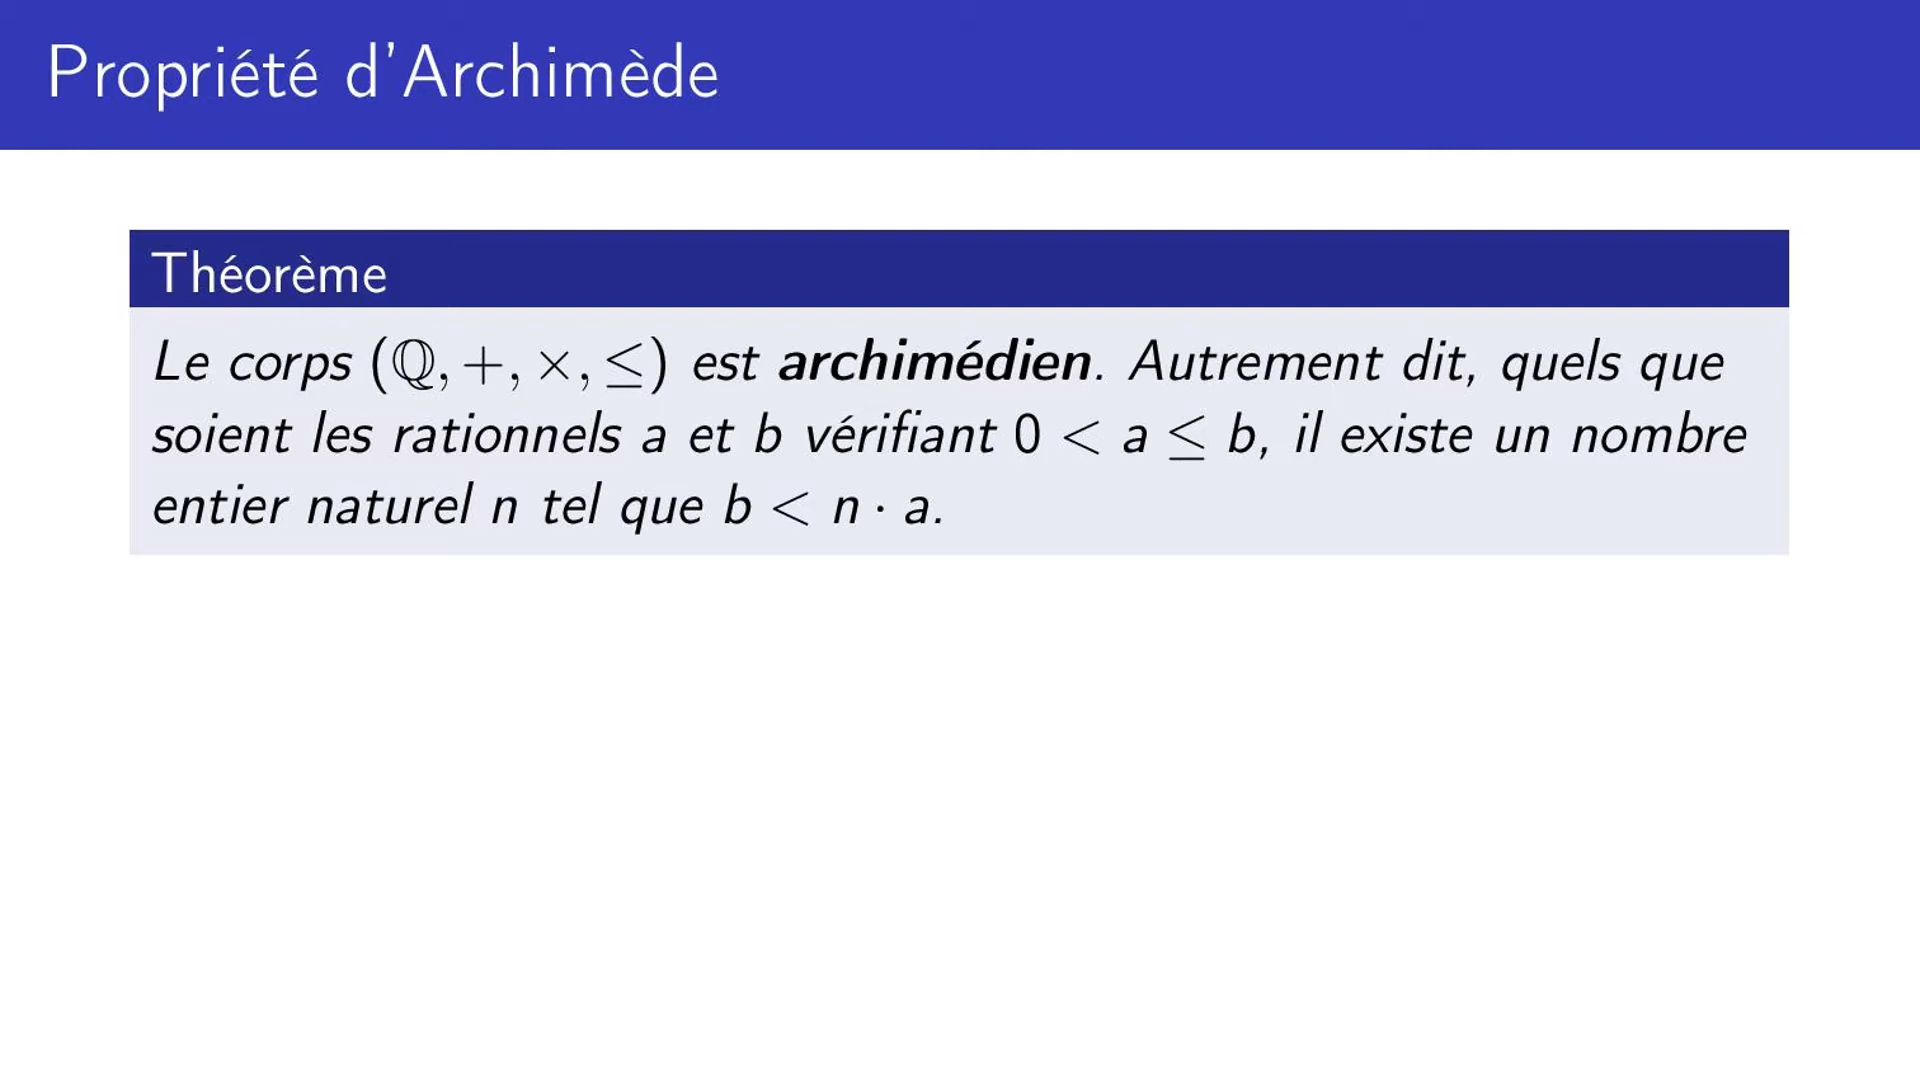 Propriété d'Archimède
Théorème
Le corps (ℚ, +, ×, ≤) est archimédien. Autrement dit, quels que
soient les rationnels a et b vérifiant 0 < a ≤ b, il existe un nombre
entier naturel n tel que b < n · a.